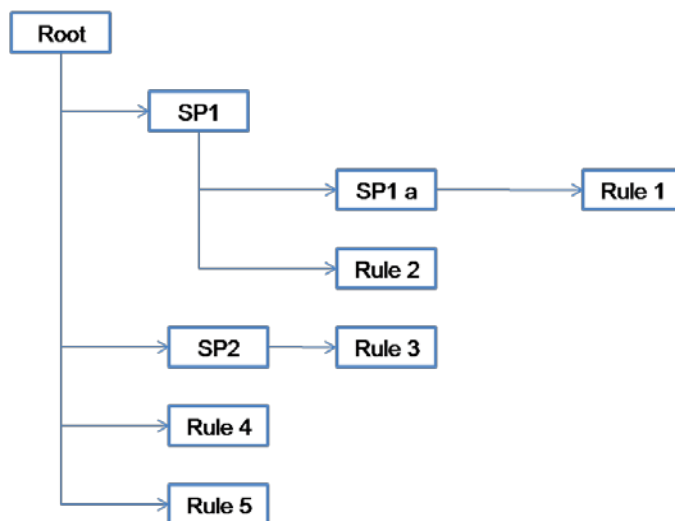 Root
SP1
SP1 a
Rule 1
Rule 2
SP2
Rule 3
Rule 4
Rule 5